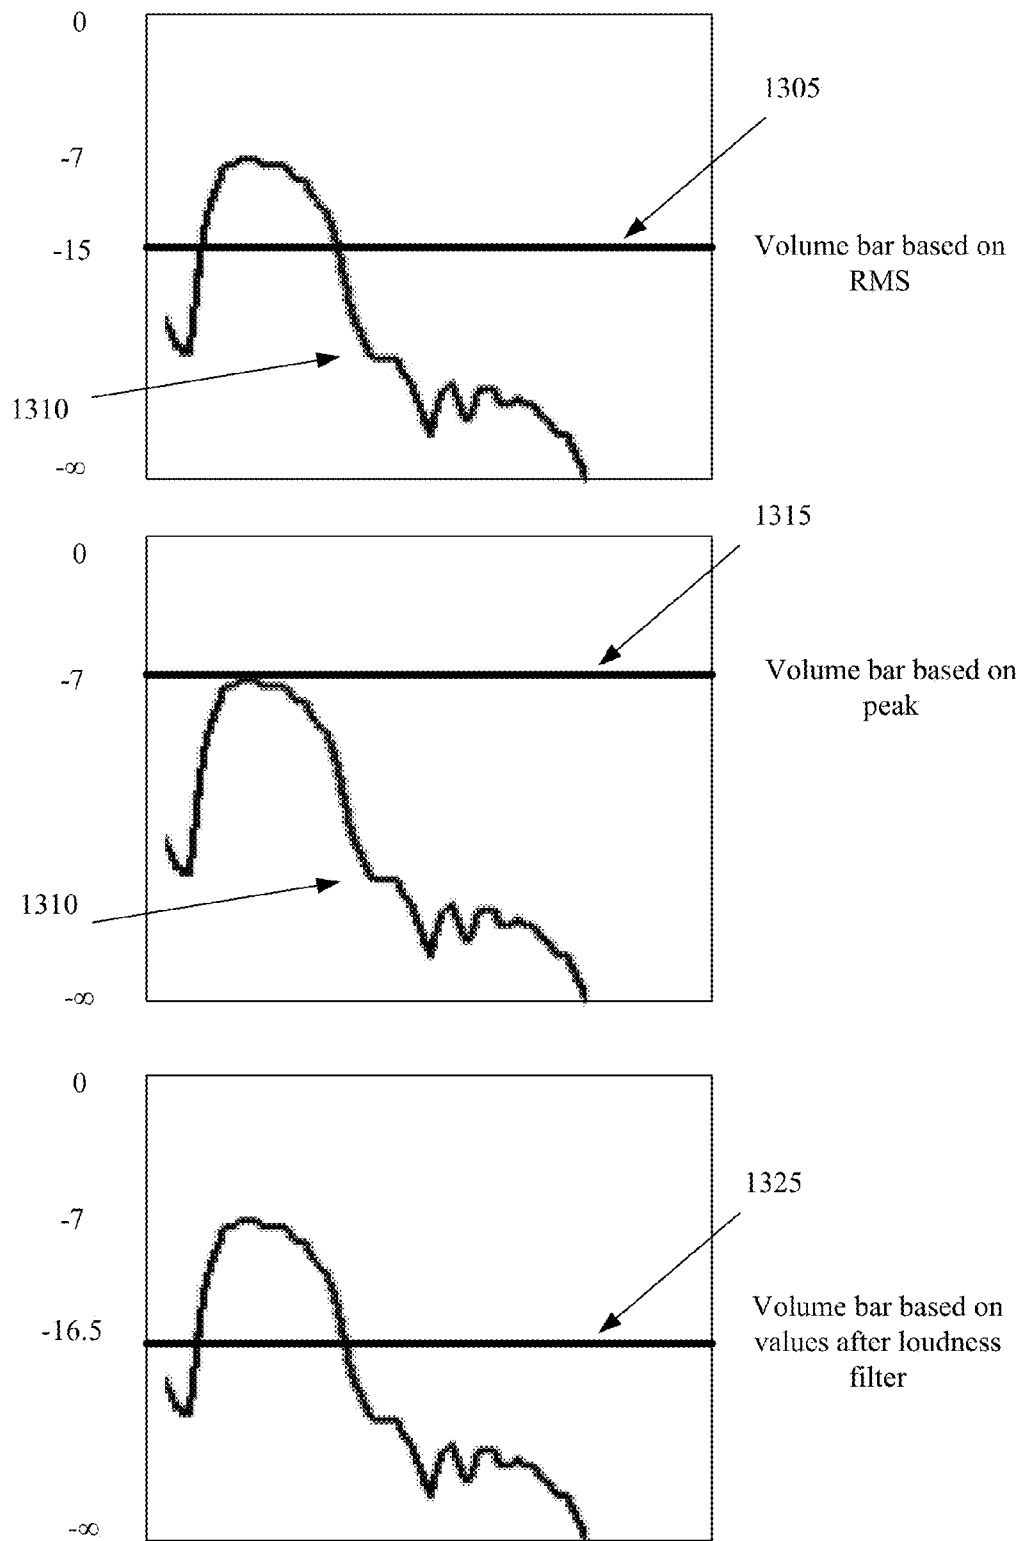 0
1305
-7
-15
Volume bar based on
RMS
1310
-∞
1315
0
-7
Volume bar based on
peak
1310
-∞
0
1325
-7
-16.5
Volume bar based on
values after loudness
filter
-∞